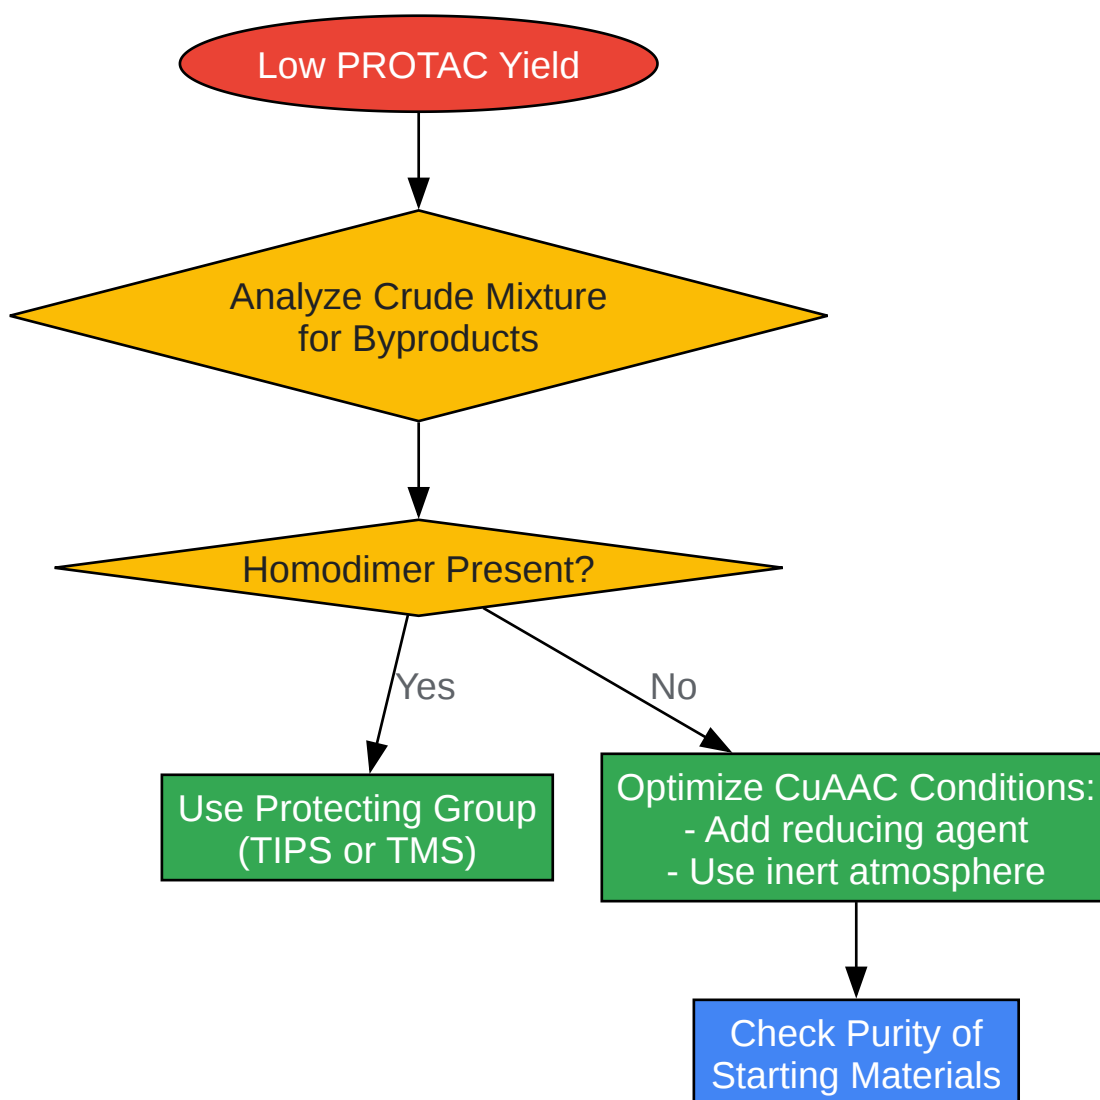 Low PROTAC Yield
Analyze Crude Mixture
for Byproducts
Homodimer Present?
Yes
No
Use Protecting Group
(TIPS or TMS)
Optimize CuAAC Conditions:
- Add reducing agent
- Use inert atmosphere
Check Purity of
Starting Materials